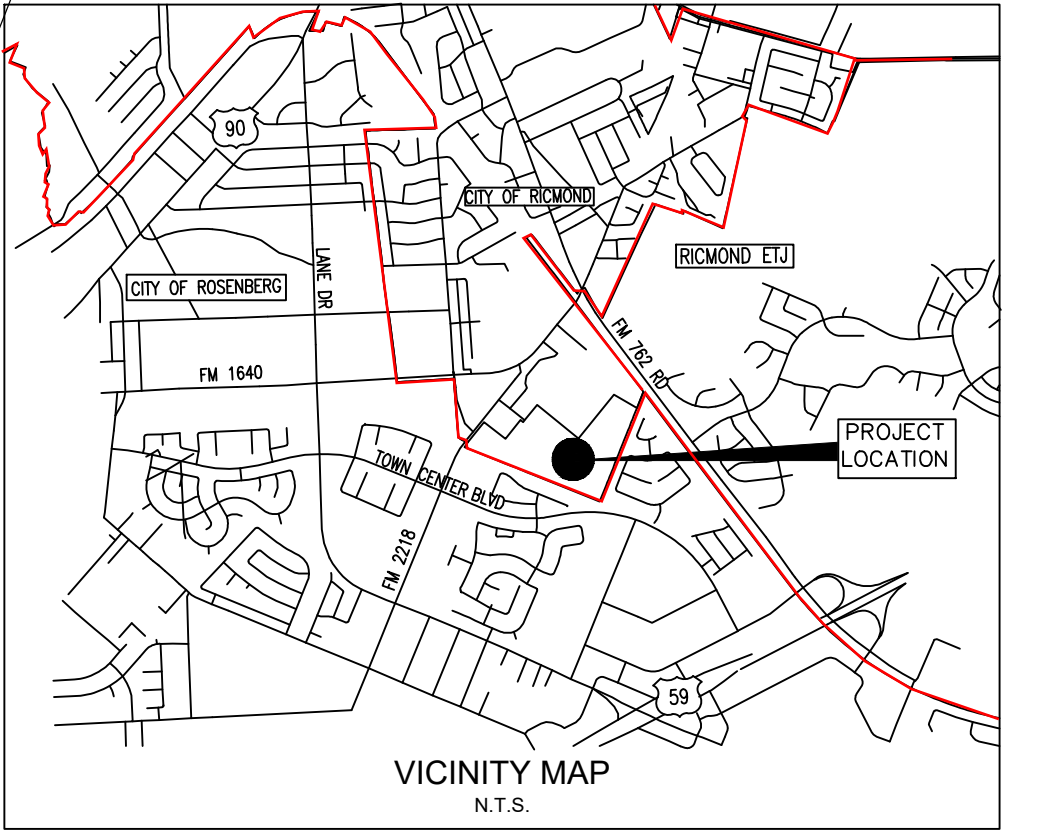 90
CITY OF RICMOND
RICMOND ETJ
CITY OF ROSENBERG
LANE DR
FM 762 RD
FM 1640
PROJECT
LOCATION
TOWN CENTER BLVD
FM 2218
59
VICINITY MAP
N.T.S.